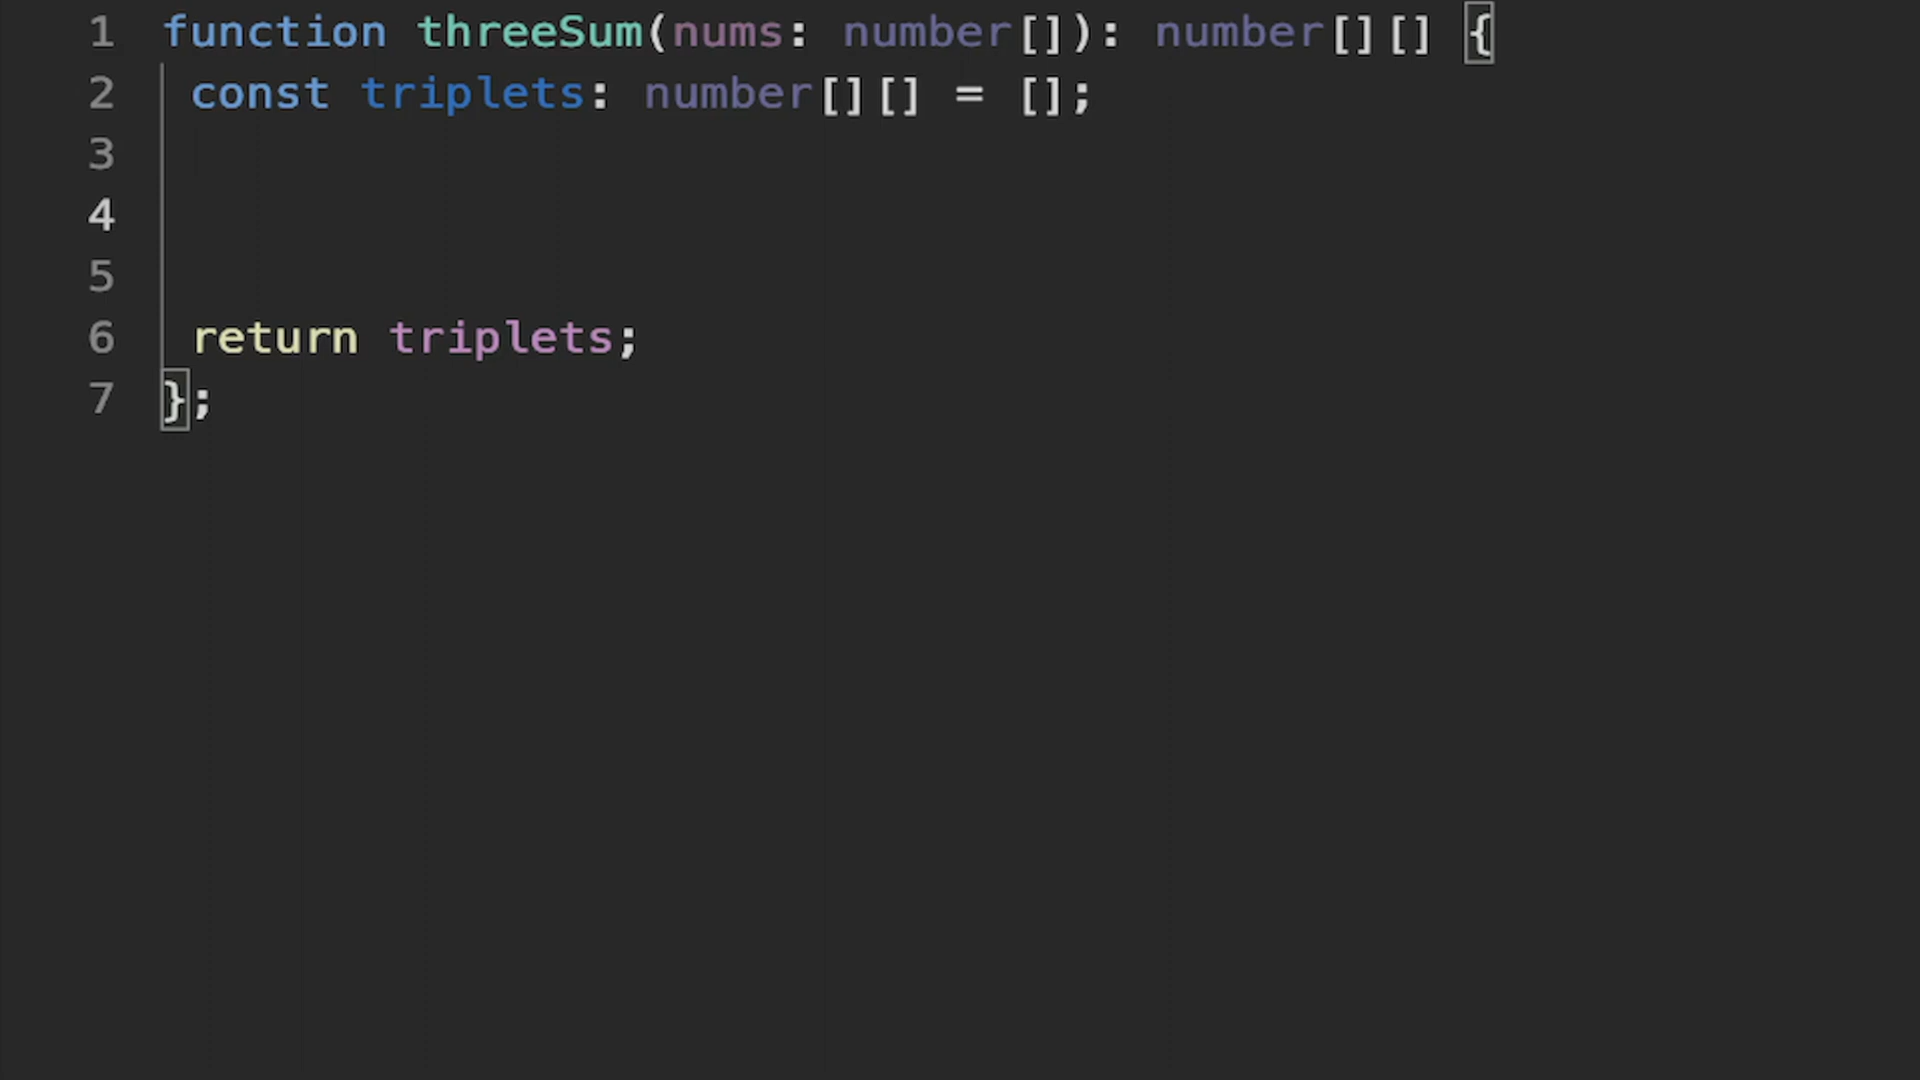 1 function threeSum(nums: number[]): number[][] {
2 const triplets: number[][] = [];
3
4
5
6 return triplets;
7 };